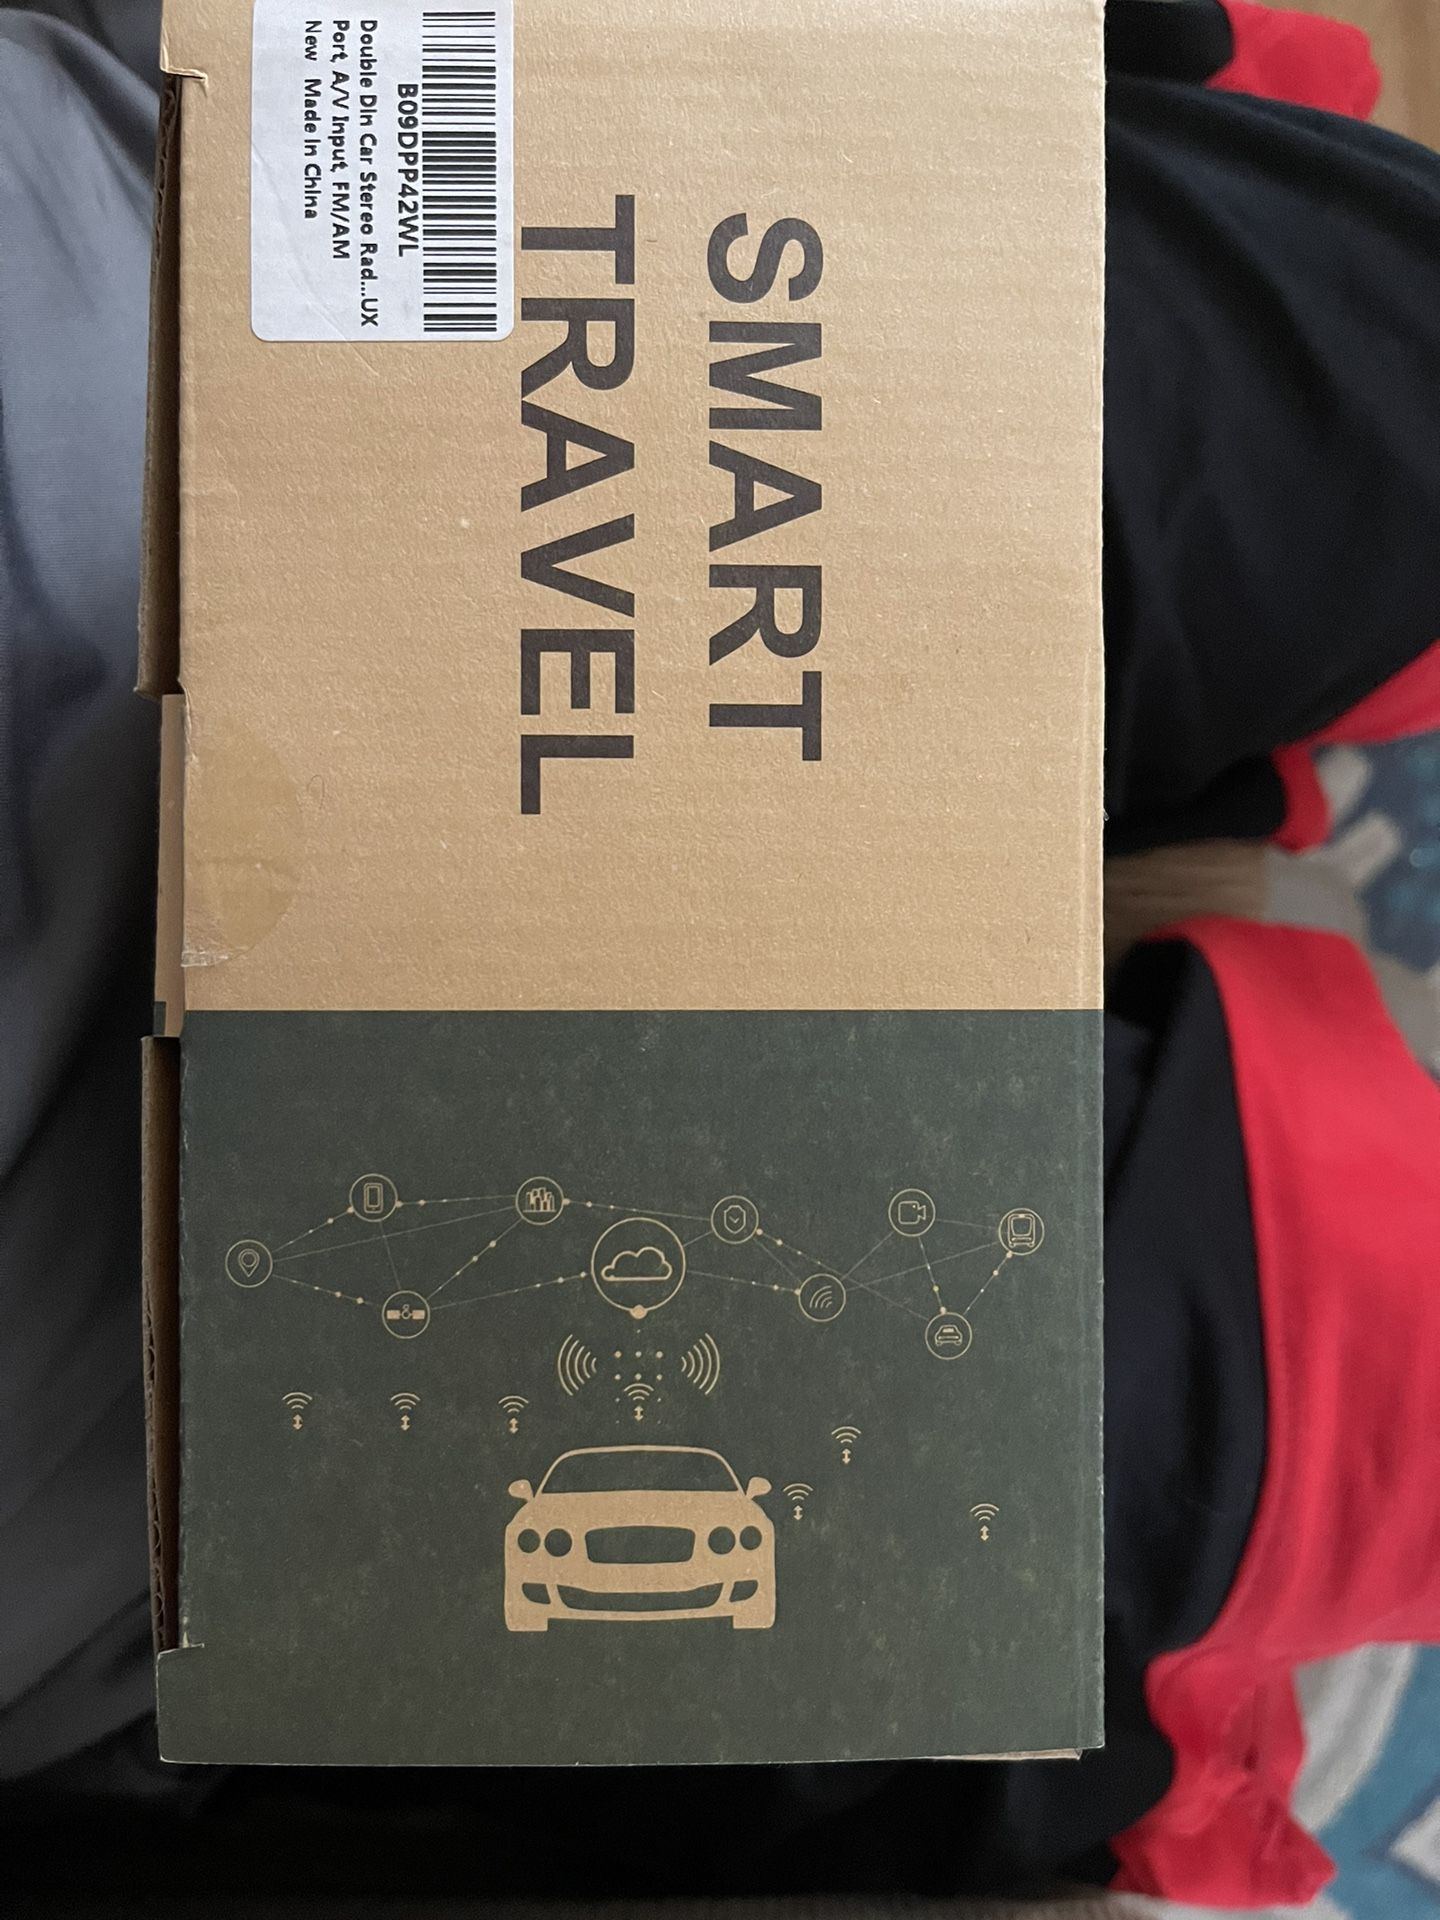 SMART
TRAVEL
B09DPP42WL
Double Din Car Stereo Rad...UX
Port, A/V Input, FM/AM
New Made In China